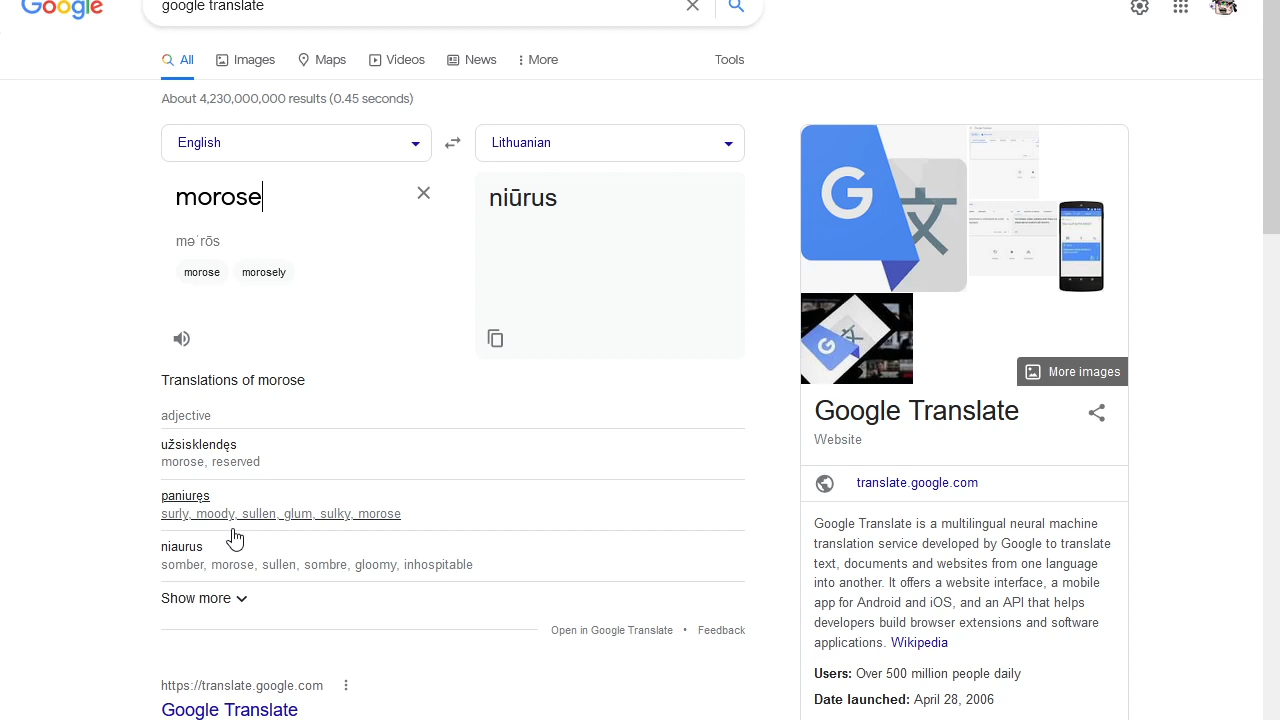 Google
google translate
All Images Maps Videos News More Tools
About 4,230,000,000 results (0.45 seconds)
English Lithuanian
morose
niūrus
məˈrōs
morose morosely
Translations of morose
adjective
užsisklendęs
morose, reserved
paniuręs
surly, moody, sullen, glum, sulky, morose
niaurus
somber, morose, sullen, sombre, gloomy, inhospitable
Show more
Open in Google Translate • Feedback
https://translate.google.com
Google Translate
G 文
G
More images
Google Translate
Website
translate.google.com
Google Translate is a multilingual neural machine
translation service developed by Google to translate
text, documents and websites from one language
into another. It offers a website interface, a mobile
app for Android and iOS, and an API that helps
developers build browser extensions and software
applications. Wikipedia
Users: Over 500 million people daily
Date launched: April 28, 2006